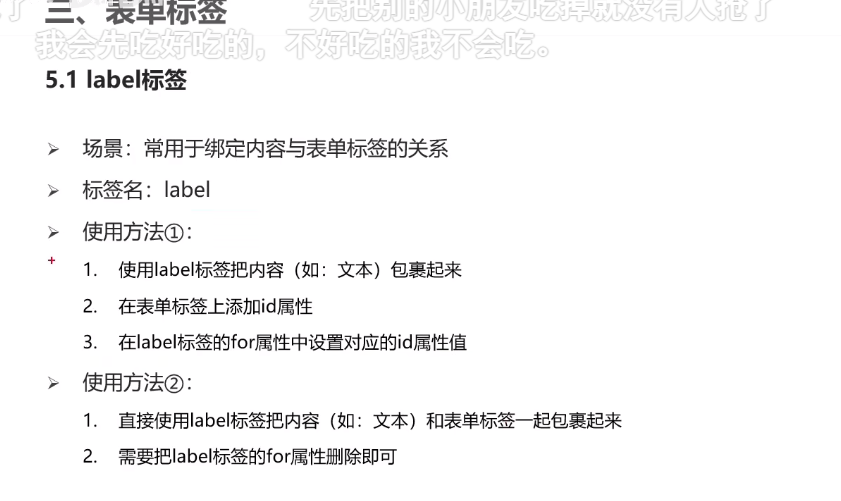 了 先把别的小朋友吃掉就没有人抢了
三、表单标签
我会先吃好吃的，不好吃的我不会吃。
5.1 label标签
场景：常用于绑定内容与表单标签的关系
标签名：label
使用方法①：
1. 使用label标签把内容（如：文本）包裹起来
2. 在表单标签上添加id属性
3. 在label标签的for属性中设置对应的id属性值
使用方法②：
1. 直接使用label标签把内容（如：文本）和表单标签一起包裹起来
2. 需要把label标签的for属性删除即可